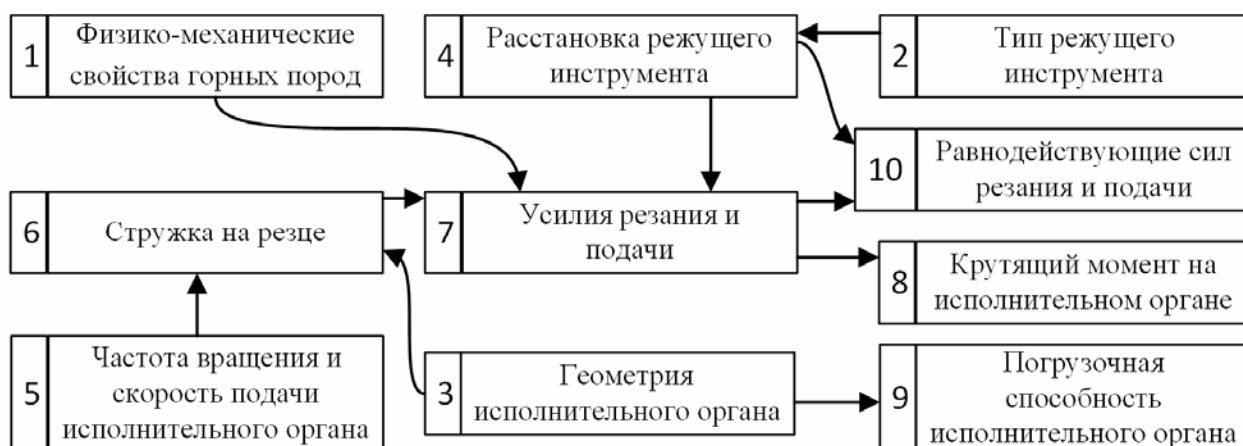 1
Физико-механические
свойства горных пород
4
Расстановка режущего
инструмента
2
Тип режущего
инструмента
10
Равнодействующие сил
резания и подачи
6
Стружка на резце
7
Усилия резания и
подачи
8
Крутящий момент на
исполнительном органе
5
Частота вращения и
скорость подачи
исполнительного органа
3
Геометрия
исполнительного органа
9
Погрузочная
способность
исполнительного органа